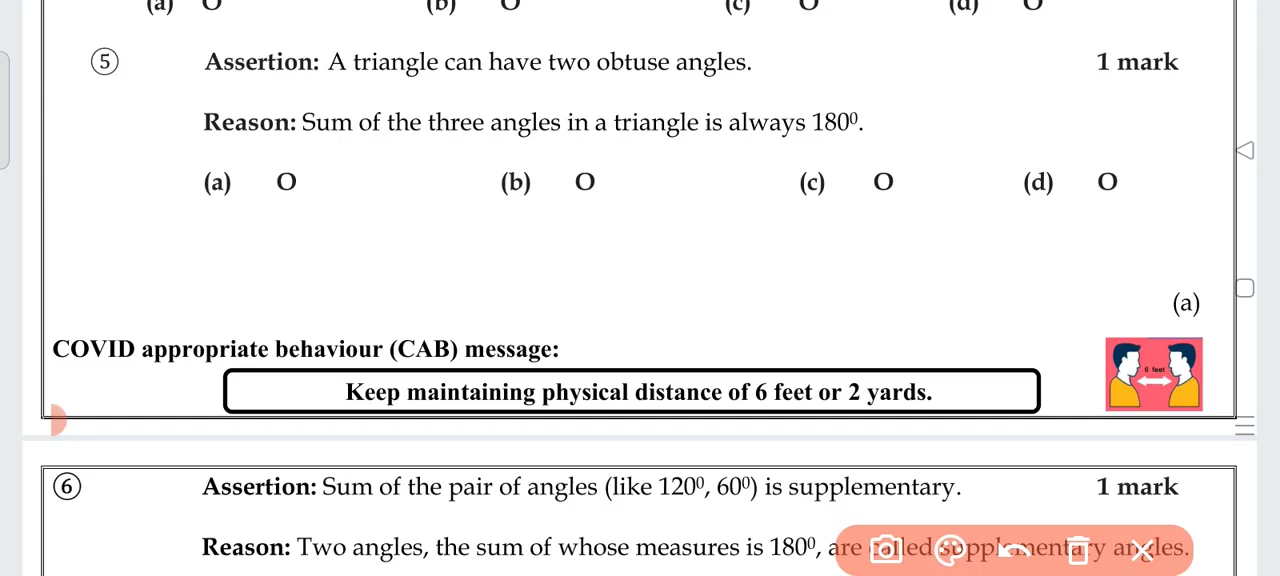 (a) O (b) O (c) O (d) O
⑤ Assertion: A triangle can have two obtuse angles. 1 mark
Reason: Sum of the three angles in a triangle is always 180⁰.
(a) O (b) O (c) O (d) O
(a)
COVID appropriate behaviour (CAB) message:
6 feet
Keep maintaining physical distance of 6 feet or 2 yards.
⑥ Assertion: Sum of the pair of angles (like 120⁰, 60⁰) is supplementary. 1 mark
Reason: Two angles, the sum of whose measures is 180⁰, are called supplementary angles.